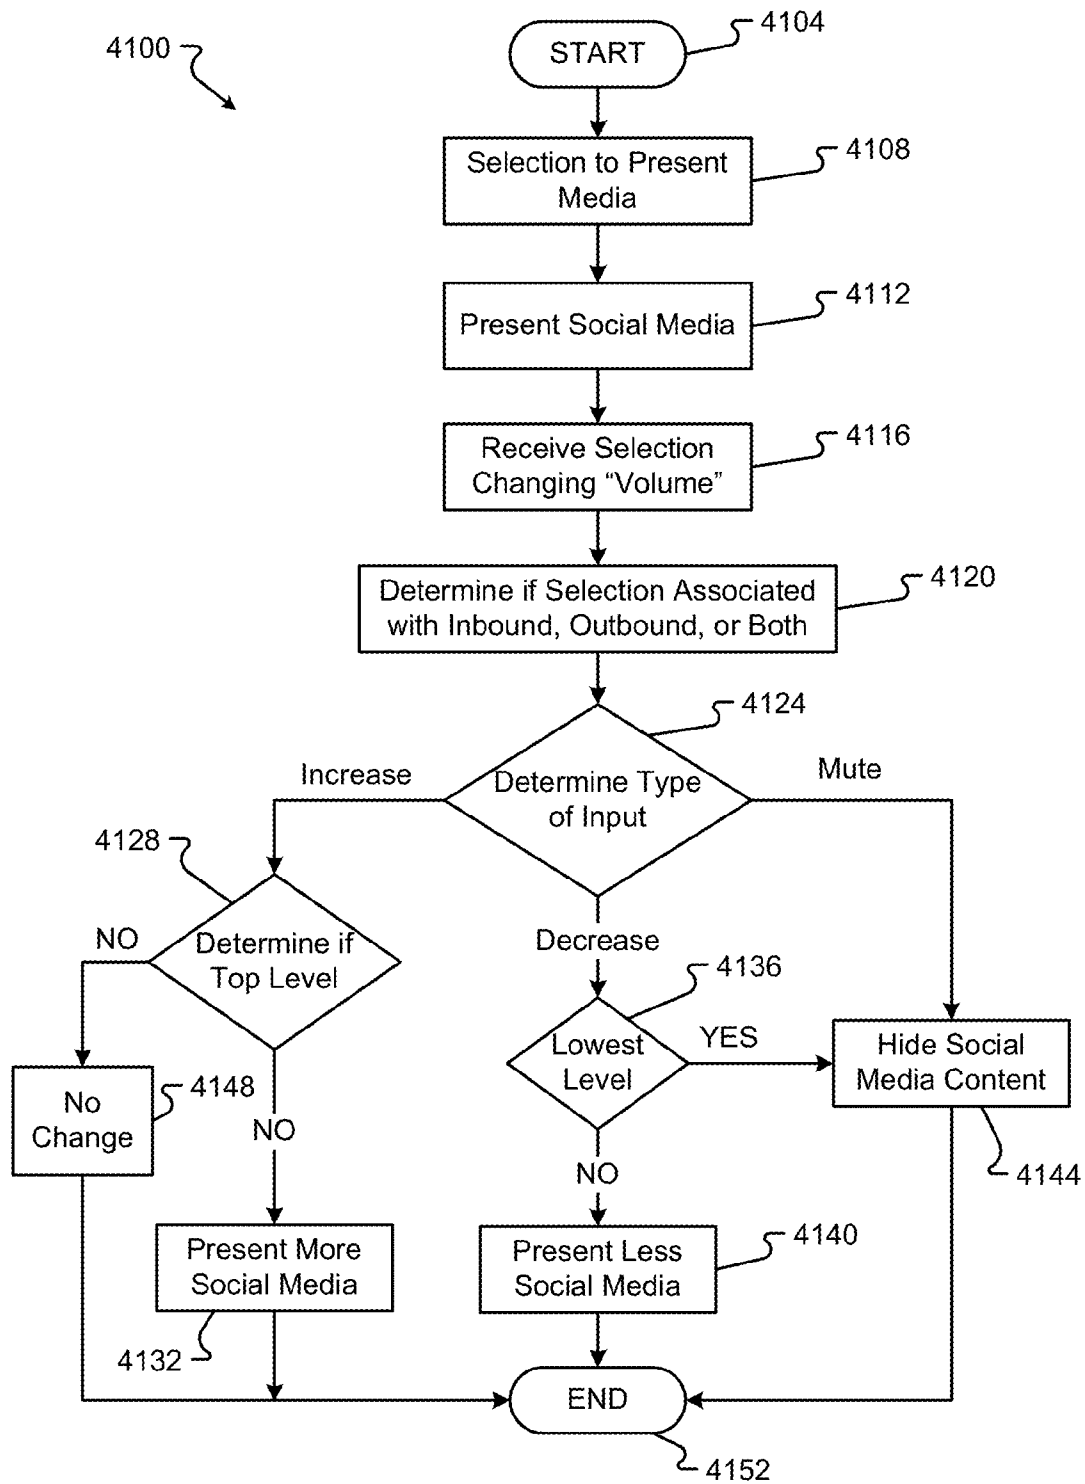 4100
START
4104
Selection to Present
Media
4108
Present Social Media
4112
Receive Selection
Changing “Volume”
4116
Determine if Selection Associated
with Inbound, Outbound, or Both
4120
4124
Determine Type
of Input
Increase
Mute
Decrease
4128
Determine if
Top Level
NO
NO
4136
Lowest
Level
YES
NO
Hide Social
Media Content
4144
No
Change
4148
Present More
Social Media
4132
Present Less
Social Media
4140
END
4152